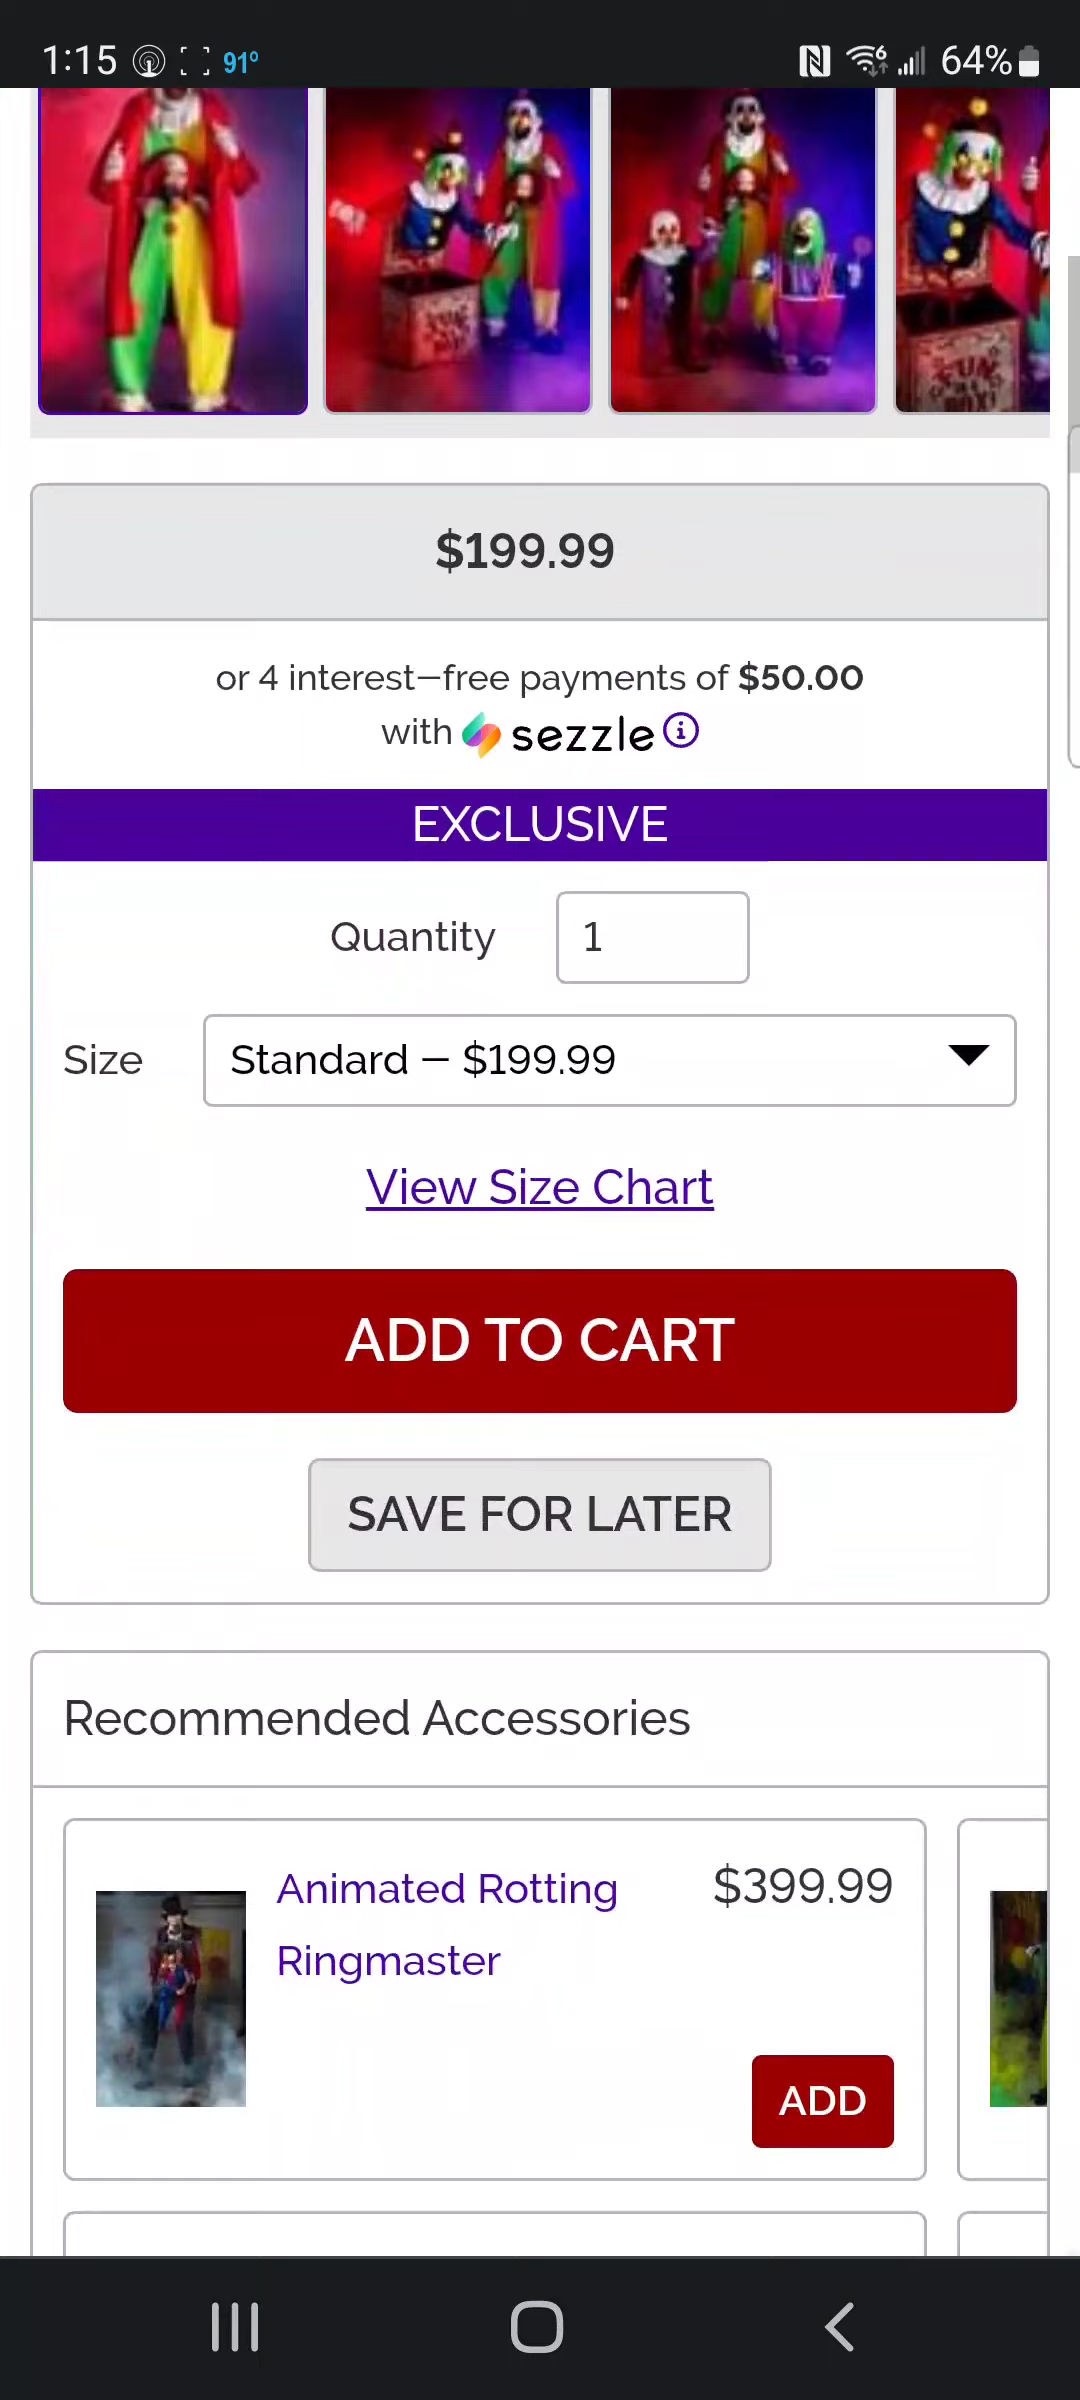 1:15 91° 6 64%
FUN
$199.99
or 4 interest–free payments of $50.00
with sezzle
EXCLUSIVE
Quantity 1
Size Standard – $199.99
View Size Chart
ADD TO CART
SAVE FOR LATER
Recommended Accessories
Animated Rotting $399.99
Ringmaster
ADD